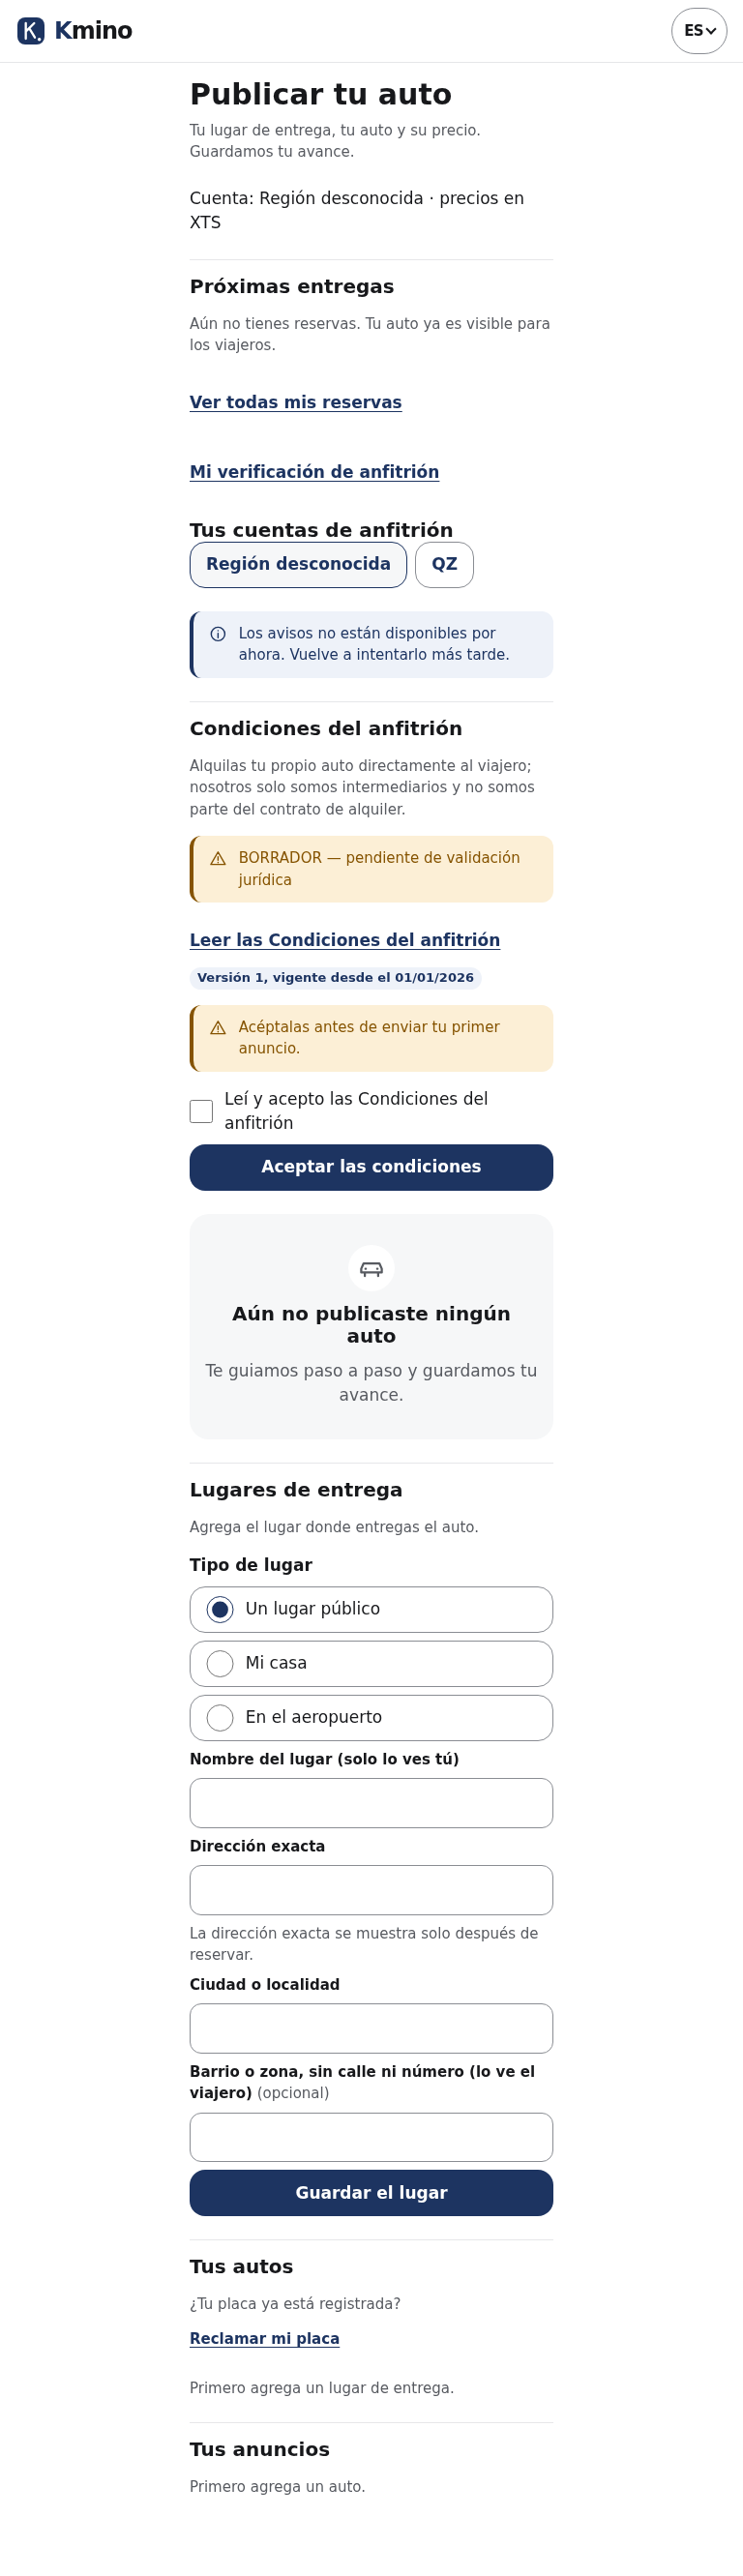 Kmino
ES
Publicar tu auto
Tu lugar de entrega, tu auto y su precio.
Guardamos tu avance.
Cuenta: Región desconocida · precios en
XTS
Próximas entregas
Aún no tienes reservas. Tu auto ya es visible para
los viajeros.
Ver todas mis reservas
Mi verificación de anfitrión
Tus cuentas de anfitrión
Región desconocida
QZ
Los avisos no están disponibles por
ahora. Vuelve a intentarlo más tarde.
Condiciones del anfitrión
Alquilas tu propio auto directamente al viajero;
nosotros solo somos intermediarios y no somos
parte del contrato de alquiler.
BORRADOR — pendiente de validación
jurídica
Leer las Condiciones del anfitrión
Versión 1, vigente desde el 01/01/2026
Acéptalas antes de enviar tu primer
anuncio.
Leí y acepto las Condiciones del
anfitrión
Aceptar las condiciones
Aún no publicaste ningún
auto
Te guiamos paso a paso y guardamos tu
avance.
Lugares de entrega
Agrega el lugar donde entregas el auto.
Tipo de lugar
Un lugar público
Mi casa
En el aeropuerto
Nombre del lugar (solo lo ves tú)
Dirección exacta
La dirección exacta se muestra solo después de
reservar.
Ciudad o localidad
Barrio o zona, sin calle ni número (lo ve el
viajero) (opcional)
Guardar el lugar
Tus autos
¿Tu placa ya está registrada?
Reclamar mi placa
Primero agrega un lugar de entrega.
Tus anuncios
Primero agrega un auto.